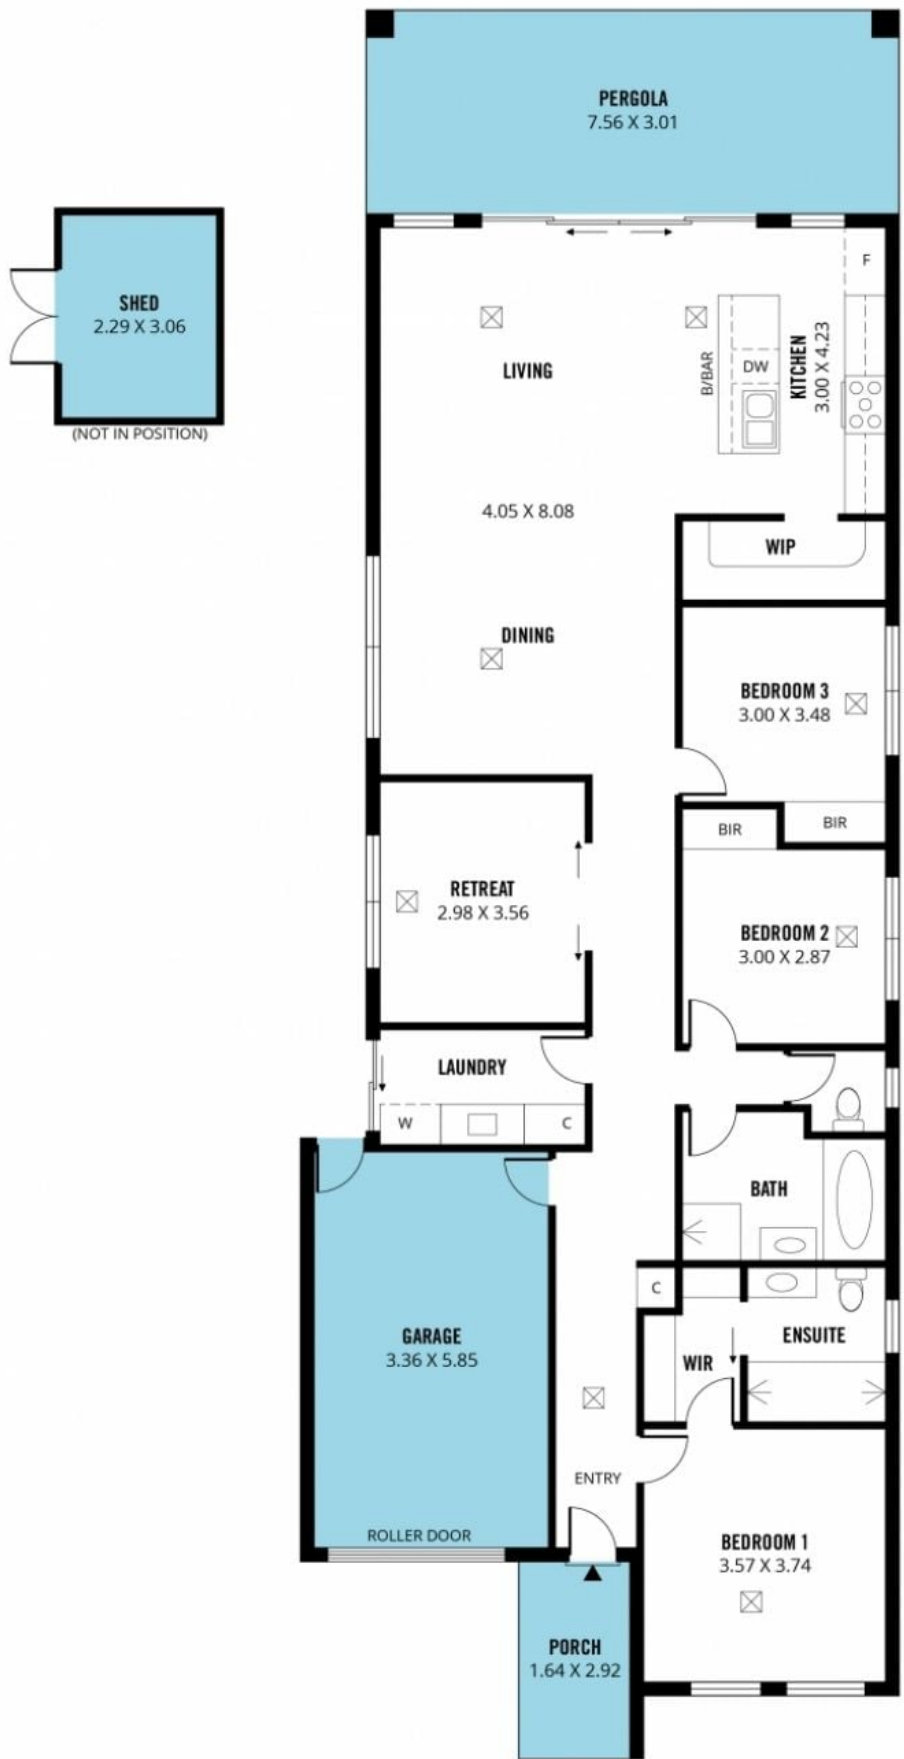 PERGOLA
7.56 X 3.01
SHED
2.29 X 3.06
(NOT IN POSITION)
F
LIVING
B/BAR
DW
KITCHEN
3.00 X 4.23
4.05 X 8.08
WIP
DINING
BEDROOM 3
3.00 X 3.48
BIR
BIR
RETREAT
2.98 X 3.56
BEDROOM 2
3.00 X 2.87
LAUNDRY
W
C
BATH
C
GARAGE
3.36 X 5.85
ENSUITE
WIR
ENTRY
ROLLER DOOR
BEDROOM 1
3.57 X 3.74
PORCH
1.64 X 2.92